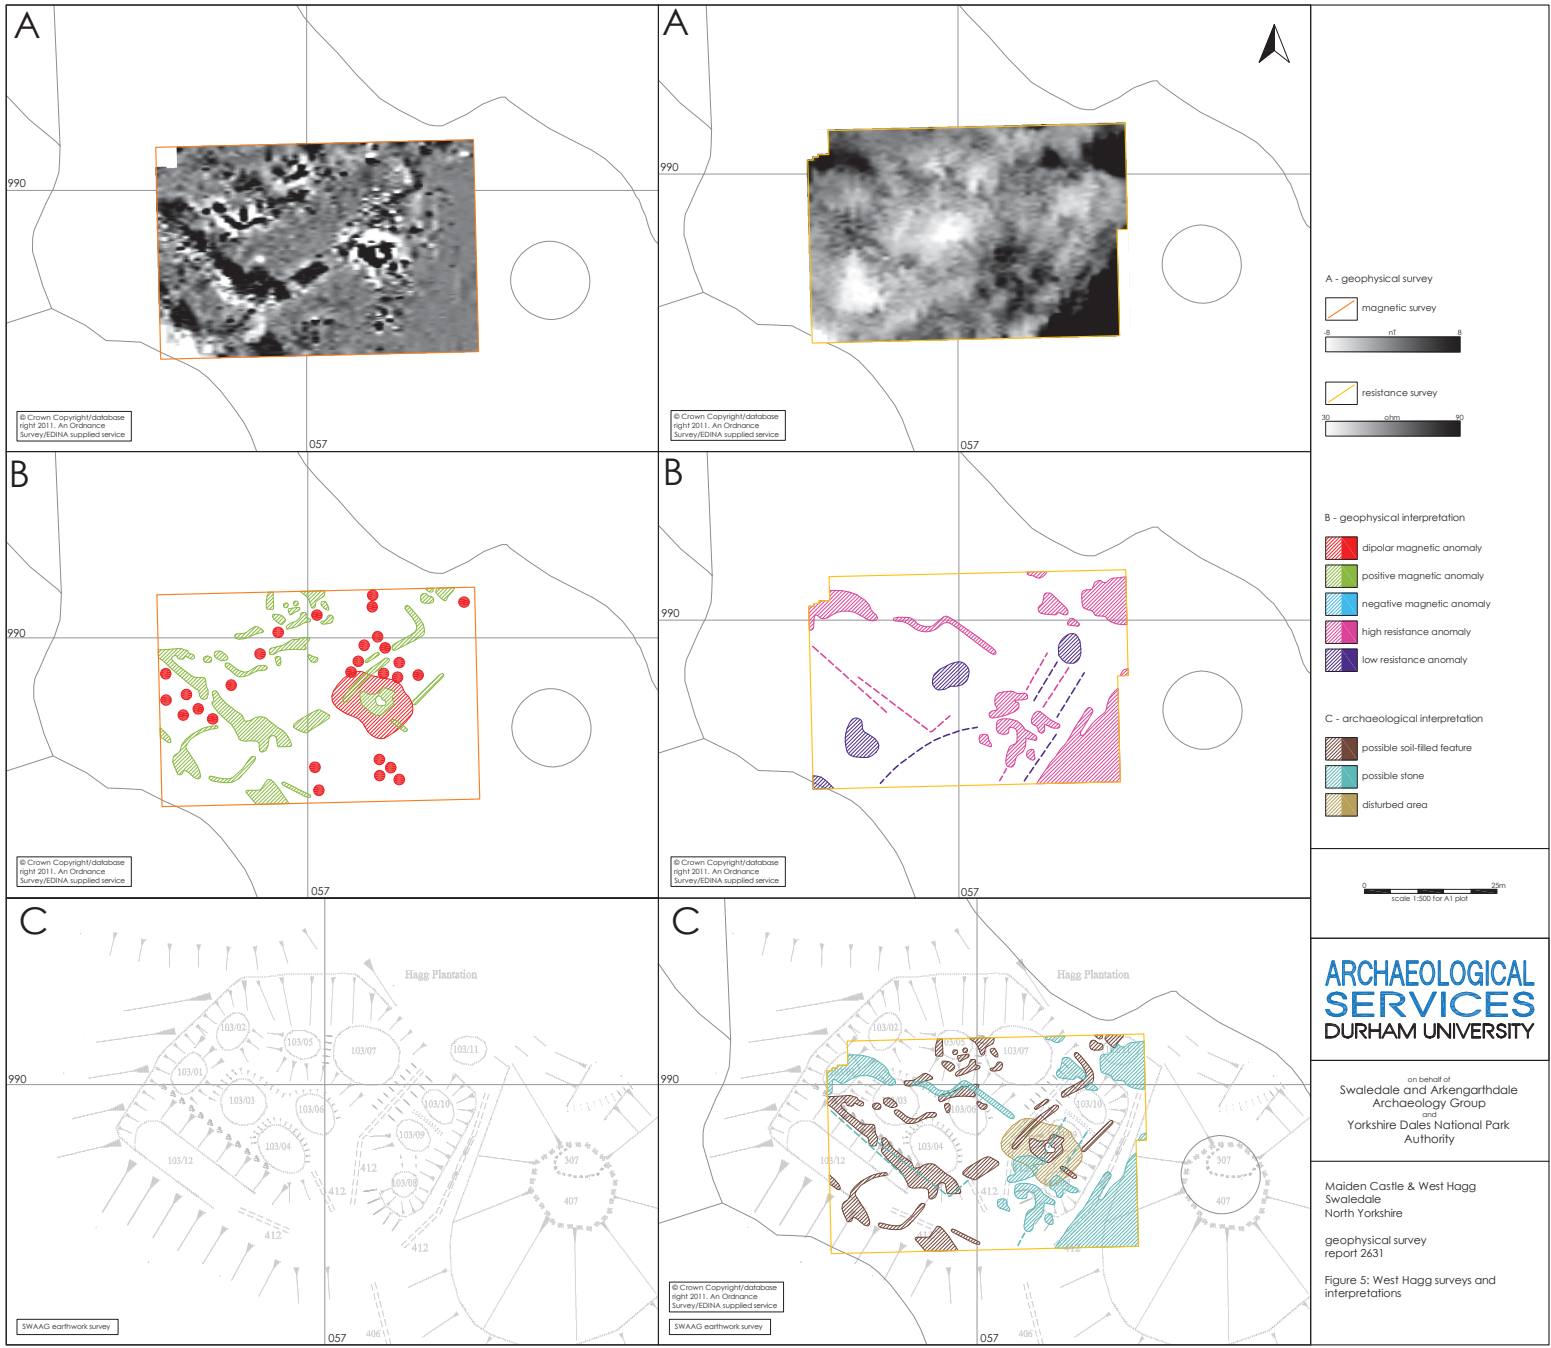 A
990
© Crown Copyright/database
right 2011. An Ordnance
Survey/EDINA supplied service
057
A
990
© Crown Copyright/database
right 2011. An Ordnance
Survey/EDINA supplied service
057
B
990
© Crown Copyright/database
right 2011. An Ordnance
Survey/EDINA supplied service
057
B
990
© Crown Copyright/database
right 2011. An Ordnance
Survey/EDINA supplied service
057
C
Hagg Plantation
103/02
103/05
103/07
103/11
103/01
990
103/03
103/06
103/10
103/04
103/09
103/12
412
307
103/08
412
407
412
412
406
SWAAG earthwork survey
057
C
Hagg Plantation
103/02
103/07
103/01
990
103/06
103/10
103/04
103/12
307
412
407
© Crown Copyright/database
right 2011. An Ordnance
Survey/EDINA supplied service
SWAAG earthwork survey
406
057
A - geophysical survey
magnetic survey
-8 nT 8
resistance survey
30 ohm 90
B - geophysical interpretation
dipolar magnetic anomaly
positive magnetic anomaly
negative magnetic anomaly
high resistance anomaly
low resistance anomaly
C - archaeological interpretation
possible soil-filled feature
possible stone
disturbed area
0 25m
scale 1:500 for A1 plot
ARCHAEOLOGICAL
SERVICES
DURHAM UNIVERSITY
on behalf of
Swaledale and Arkengarthdale
Archaeology Group
and
Yorkshire Dales National Park
Authority
Maiden Castle & West Hagg
Swaledale
North Yorkshire
geophysical survey
report 2631
Figure 5: West Hagg surveys and
interpretations